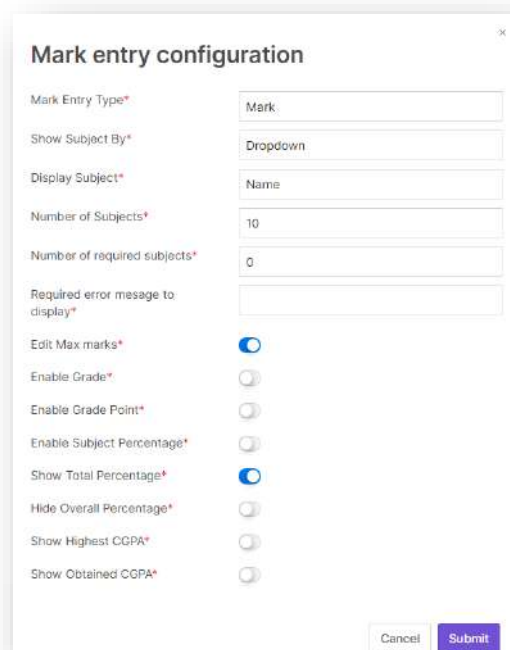 ×
Mark entry configuration
Mark Entry Type*
Mark
Show Subject By*
Dropdown
Display Subject*
Name
Number of Subjects*
10
Number of required subjects*
0
Required error mesage to
display*
Edit Max marks*
Enable Grade*
Enable Grade Point*
Enable Subject Percentage*
Show Total Percentage*
Hide Overall Percentage*
Show Highest CGPA*
Show Obtained CGPA*
Cancel Submit